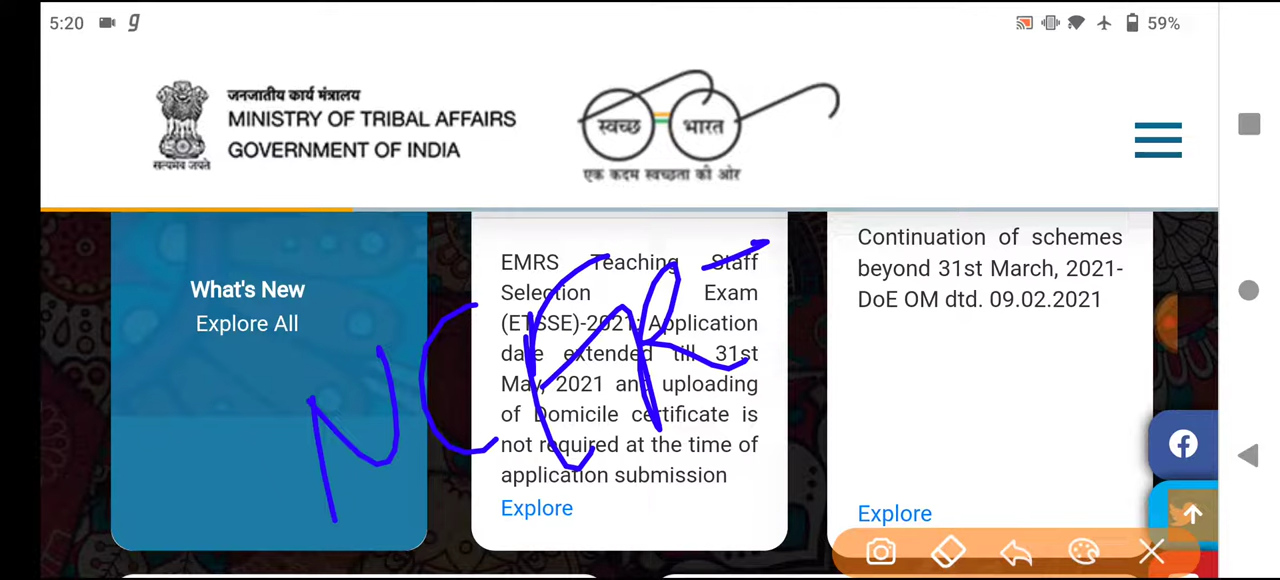 5:20
59%
जनजातीय कार्य मंत्रालय
MINISTRY OF TRIBAL AFFAIRS
GOVERNMENT OF INDIA
सत्यमेव जयते
स्वच्छ भारत
एक कदम स्वच्छता की ओर
What's New
Explore All
EMRS Teaching Staff
Selection Exam
(ETSSE)-2021: Application
date extended till 31st
May, 2021 and uploading
of Domicile certificate is
not required at the time of
application submission
Explore
Continuation of schemes
beyond 31st March, 2021-
DoE OM dtd. 09.02.2021
Explore